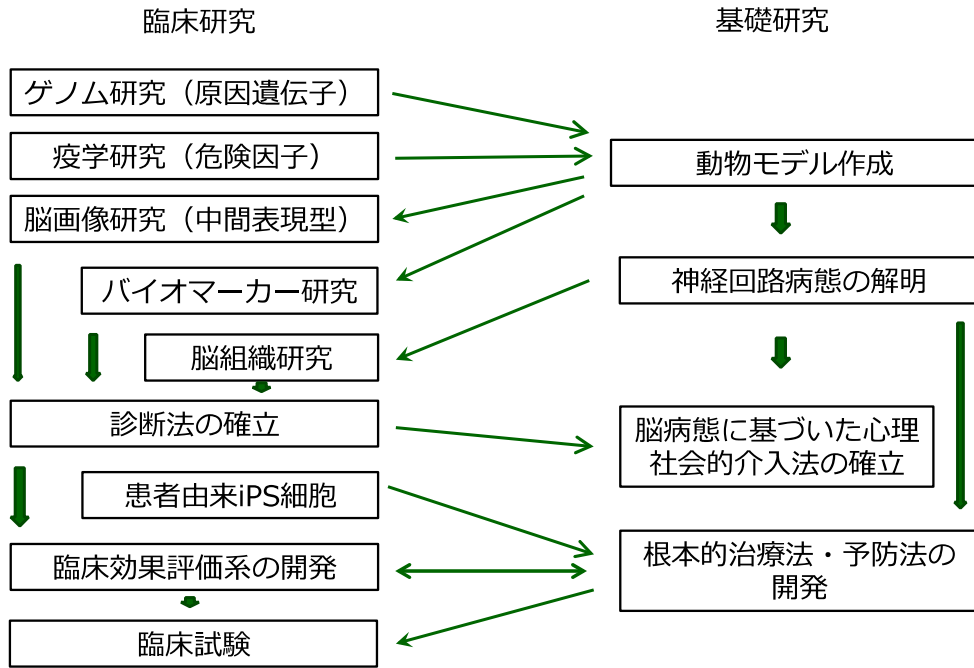 臨床研究
ゲノム研究（原因遺伝子）
疫学研究（危険因子）
脳画像研究（中間表現型）
バイオマーカー研究
脳組織研究
診断法の確立
患者由来iPS細胞
臨床効果評価系の開発
臨床試験
基礎研究
動物モデル作成
神経回路病態の解明
脳病態に基づいた心理
社会的介入法の確立
根本的治療法・予防法の
開発